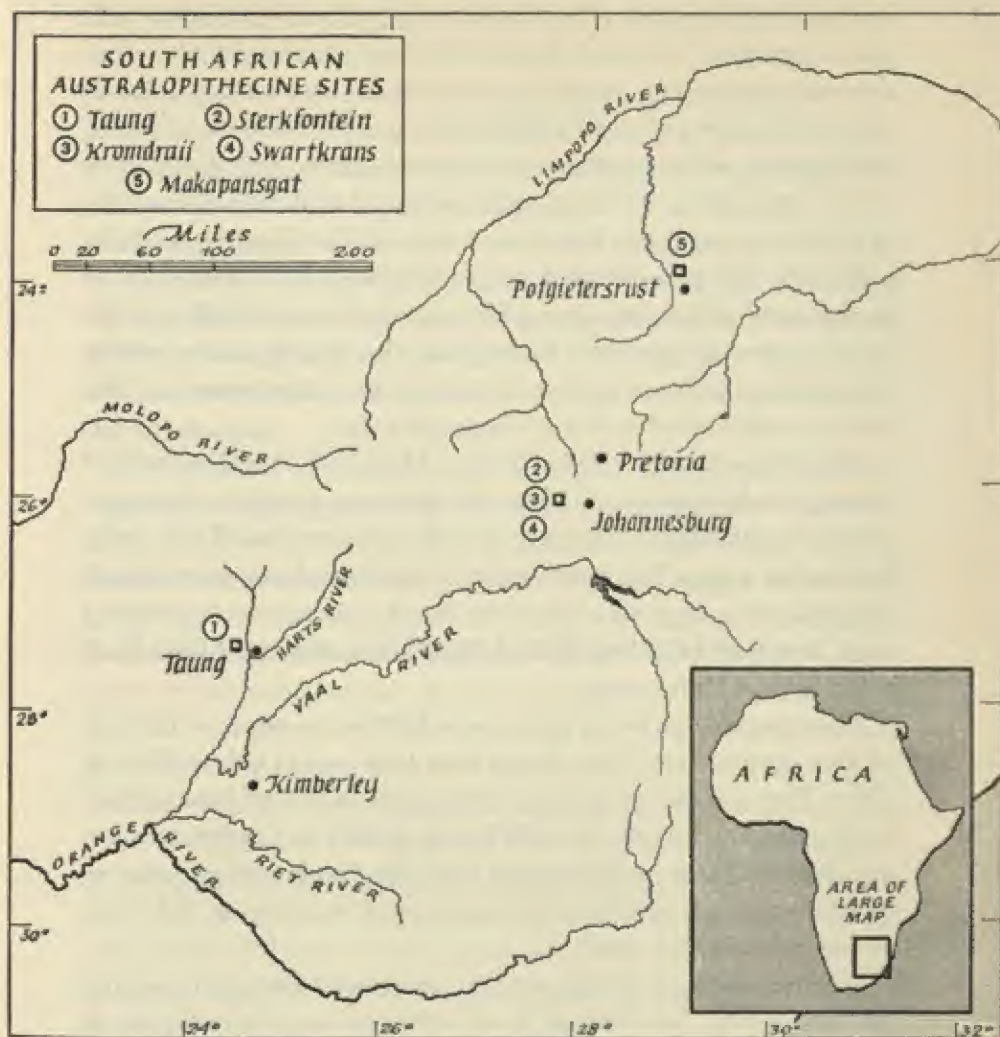 SOUTH AFRICAN
AUSTRALOPITHECINE SITES
① Taung ② Sterkfontein
③ Kromdraii ④ Swartkrans
⑤ Makapansgat
Miles
0 20 60 100 200
LIMPOPO RIVER
⑤
24°
Potgietersrust
MOLOPO RIVER
Pretoria
②
26°
③
Johannesburg
④
①
HARTS RIVER
Taung
VAAL RIVER
28°
Kimberley
ORANGE RIVER
RIET RIVER
30°
AFRICA
AREA OF
LARGE
MAP
24° 26° 28° 30° 32°